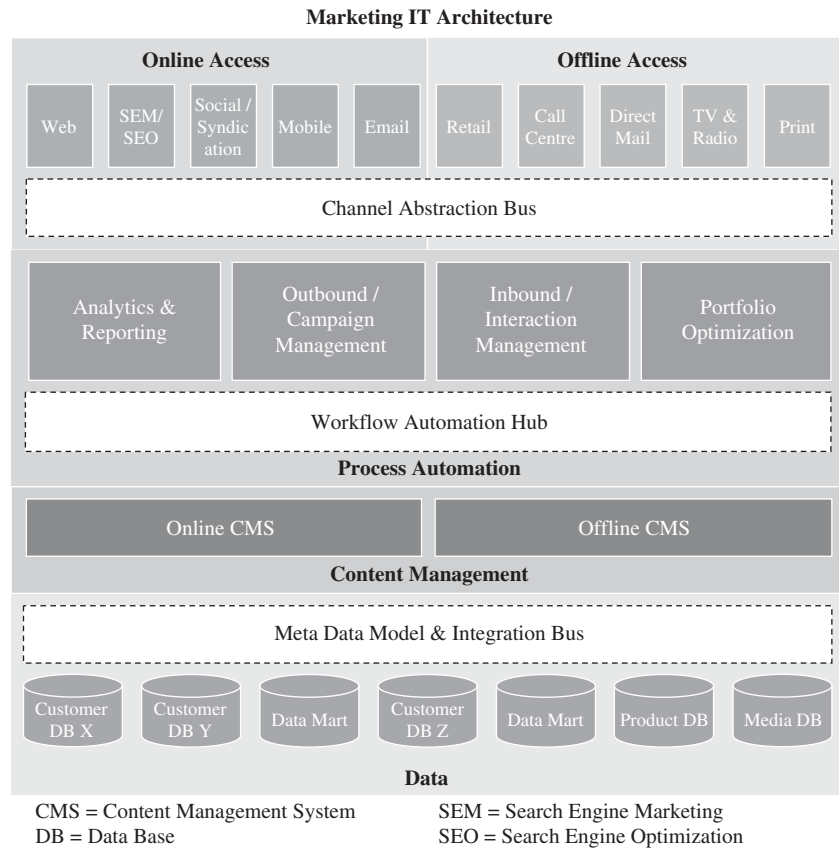 Marketing IT Architecture
Online Access
Offline Access
Web
SEM/
SEO
Social /
Syndic
ation
Mobile
Email
Retail
Call
Centre
Direct
Mail
TV &
Radio
Print
Channel Abstraction Bus
Analytics &
Reporting
Outbound /
Campaign
Management
Inbound /
Interaction
Management
Portfolio
Optimization
Workflow Automation Hub
Process Automation
Online CMS
Offline CMS
Content Management
Meta Data Model & Integration Bus
Customer
DB X
Customer
DB Y
Data Mart
Customer
DB Z
Data Mart
Product DB
Media DB
Data
CMS = Content Management System
DB = Data Base
SEM = Search Engine Marketing
SEO = Search Engine Optimization